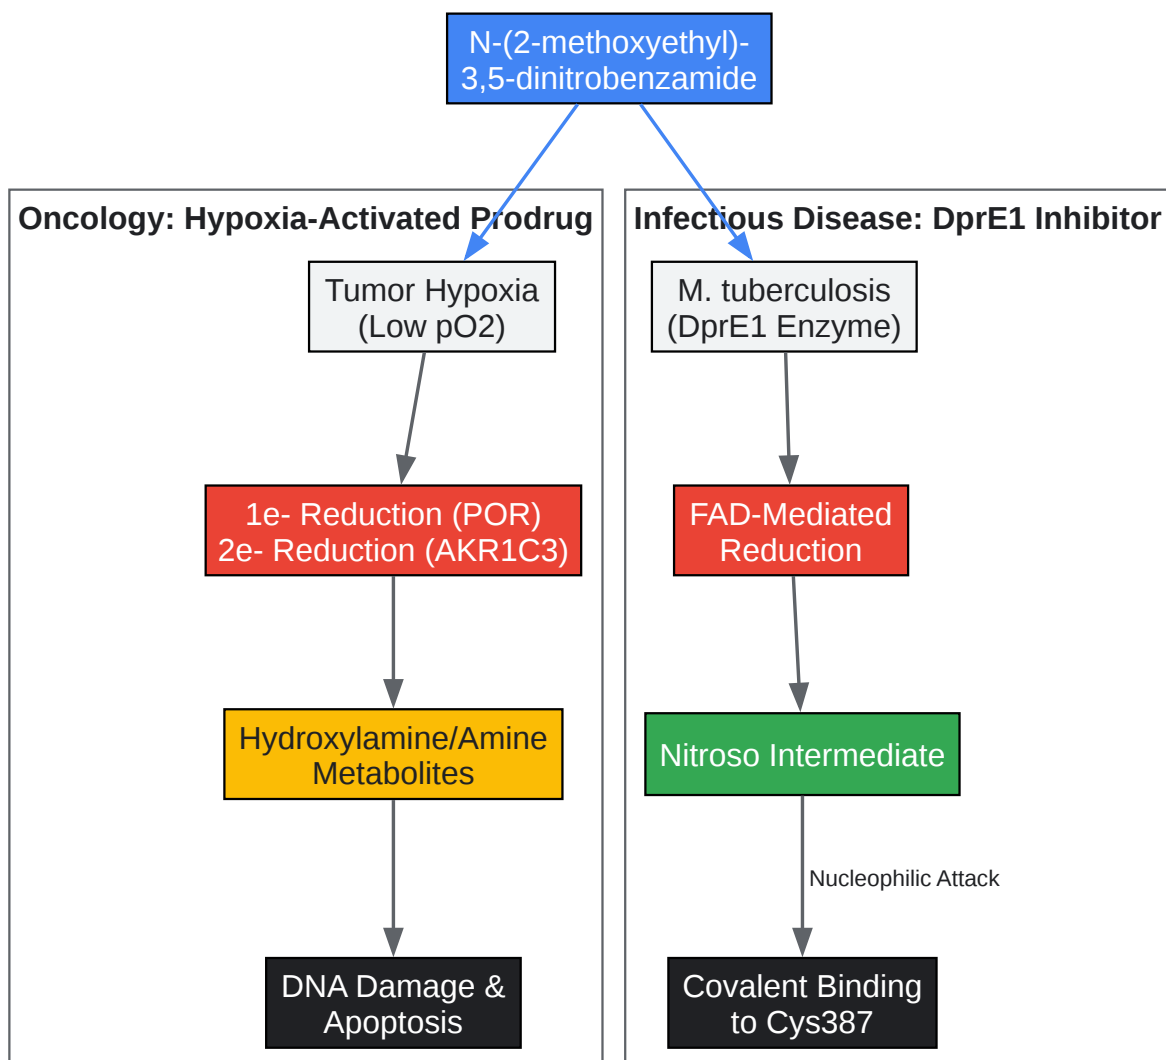 N-(2-methoxyethyl)-
3,5-dinitrobenzamide
Oncology: Hypoxia-Activated Prodrug
Tumor Hypoxia
(Low pO2)
1e- Reduction (POR)
2e- Reduction (AKR1C3)
Hydroxylamine/Amine
Metabolites
DNA Damage &
Apoptosis
Infectious Disease: DprE1 Inhibitor
M. tuberculosis
(DprE1 Enzyme)
FAD-Mediated
Reduction
Nitroso Intermediate
Nucleophilic Attack
Covalent Binding
to Cys387